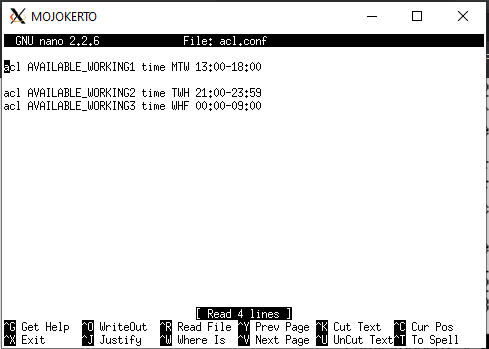 MOJOKERTO
GNU nano 2.2.6 File: acl.conf
acl AVAILABLE_WORKING1 time MTW 13:00-18:00
acl AVAILABLE_WORKING2 time TWH 21:00-23:59
acl AVAILABLE_WORKING3 time WHF 00:00-09:00
[ Read 4 lines ]
^G Get Help ^O WriteOut ^R Read File ^Y Prev Page ^K Cut Text ^C Cur Pos
^X Exit ^J Justify ^W Where Is ^V Next Page ^U UnCut Text ^T To Spell